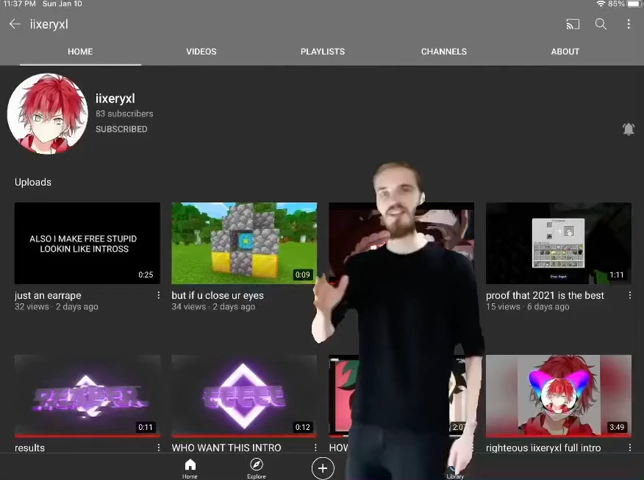 11:37 PM Sun Jan 10
85%
iixeryxl
HOME
VIDEOS
PLAYLISTS
CHANNELS
ABOUT
iixeryxl
83 subscribers
SUBSCRIBED
Uploads
ALSO I MAKE FREE STUPID
LOOKIN LIKE INTROSS
0:25
0:09
1:11
just an earrape
32 views · 2 days ago
but if u close ur eyes
34 views · 2 days ago
proof that 2021 is the best
15 views · 6 days ago
0:11
0:12
2:0
3:49
results
WHO WANT THIS INTRO
HOW
righteous iixeryxl full intro
Home
Explore
Library